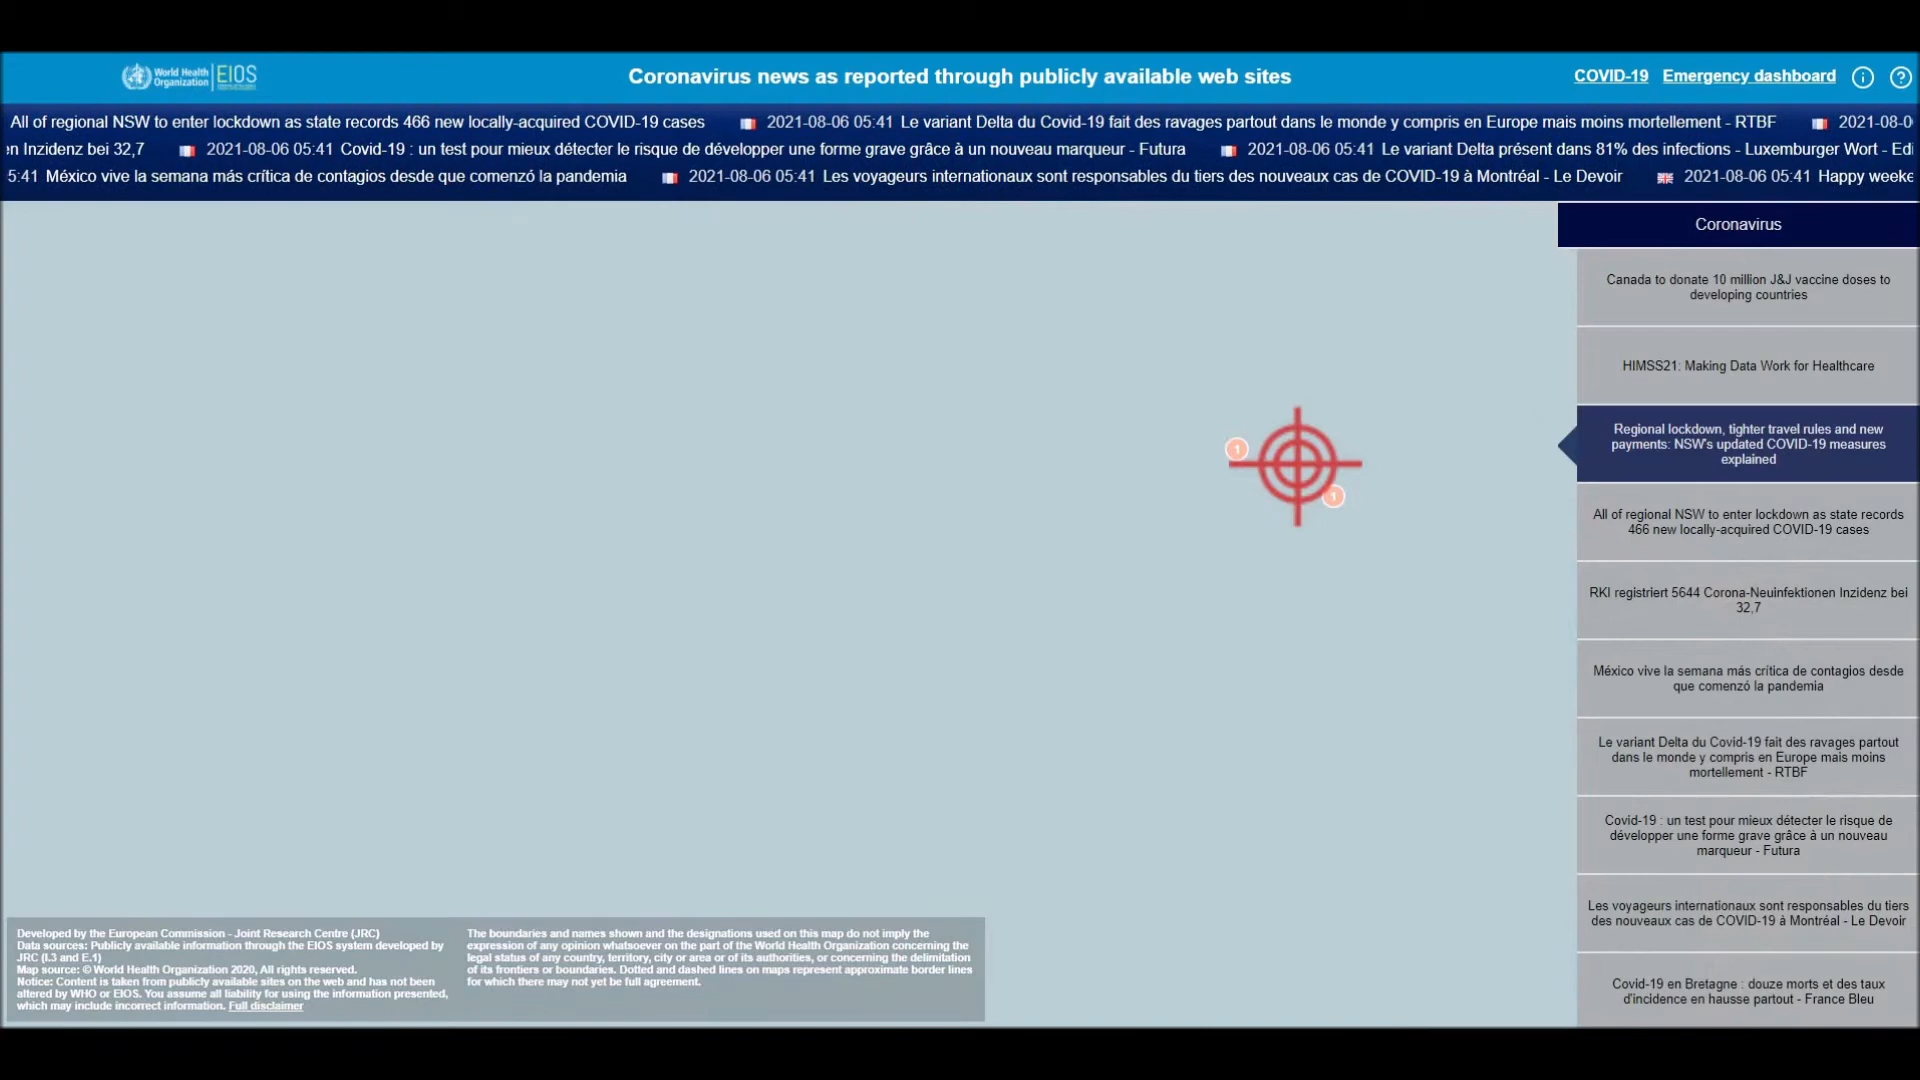 World Health
Organization
EIOS
Coronavirus news as reported through publicly available web sites
COVID-19 Emergency dashboard
All of regional NSW to enter lockdown as state records 466 new locally-acquired COVID-19 cases 2021-08-06 05:41 Le variant Delta du Covid-19 fait des ravages partout dans le monde y compris en Europe mais moins mortellement - RTBF 2021-08-0
en Inzidenz bei 32,7 2021-08-06 05:41 Covid-19 : un test pour mieux détecter le risque de développer une forme grave grâce à un nouveau marqueur - Futura 2021-08-06 05:41 Le variant Delta présent dans 81% des infections - Luxemburger Wort - Edi
5:41 México vive la semana más crítica de contagios desde que comenzó la pandemia 2021-08-06 05:41 Les voyageurs internationaux sont responsables du tiers des nouveaux cas de COVID-19 à Montréal - Le Devoir 2021-08-06 05:41 Happy weeke
Coronavirus
Canada to donate 10 million J&J vaccine doses to
developing countries
HIMSS21: Making Data Work for Healthcare
Regional lockdown, tighter travel rules and new
payments: NSW's updated COVID-19 measures
explained
All of regional NSW to enter lockdown as state records
466 new locally-acquired COVID-19 cases
RKI registriert 5644 Corona-Neuinfektionen Inzidenz bei
32,7
México vive la semana más crítica de contagios desde
que comenzó la pandemia
Le variant Delta du Covid-19 fait des ravages partout
dans le monde y compris en Europe mais moins
mortellement - RTBF
Covid-19 : un test pour mieux détecter le risque de
développer une forme grave grâce à un nouveau
marqueur - Futura
Les voyageurs internationaux sont responsables du tiers
des nouveaux cas de COVID-19 à Montréal - Le Devoir
Covid-19 en Bretagne : douze morts et des taux
d'incidence en hausse partout - France Bleu
1
1
Developed by the European Commission - Joint Research Centre (JRC)
Data sources: Publicly available information through the EIOS system developed by
JRC (I.3 and E.1)
Map source: © World Health Organization 2020, All rights reserved.
Notice: Content is taken from publicly available sites on the web and has not been
altered by WHO or EIOS. You assume all liability for using the information presented,
which may include incorrect information. Full disclaimer
The boundaries and names shown and the designations used on this map do not imply the
expression of any opinion whatsoever on the part of the World Health Organization concerning the
legal status of any country, territory, city or area or of its authorities, or concerning the delimitation
of its frontiers or boundaries. Dotted and dashed lines on maps represent approximate border lines
for which there may not yet be full agreement.